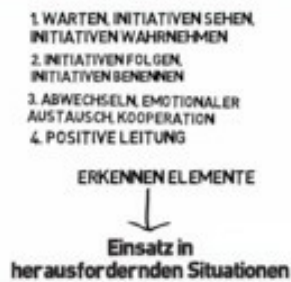 1. WARTEN, INITIATIVEN SEHEN,
INITIATIVEN WAHRNEHMEN
2. INITIATIVEN FOLGEN,
INITIATIVEN BENENNEN
3. ABWECHSELN, EMOTIONALER
AUSTAUSCH, KOOPERATION
4. POSITIVE LEITUNG
ERKENNEN ELEMENTE
Einsatz in
herausfordernden Situationen